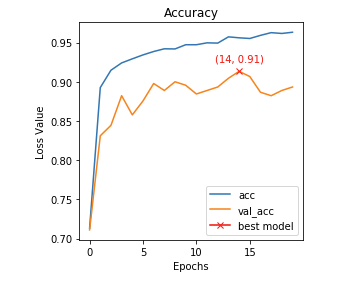 Accuracy
(14, 0.91)
0.95
0.90
0.85
0.80
0.75
0.70
Loss Value
acc
val_acc
best model
0
5
10
15
Epochs